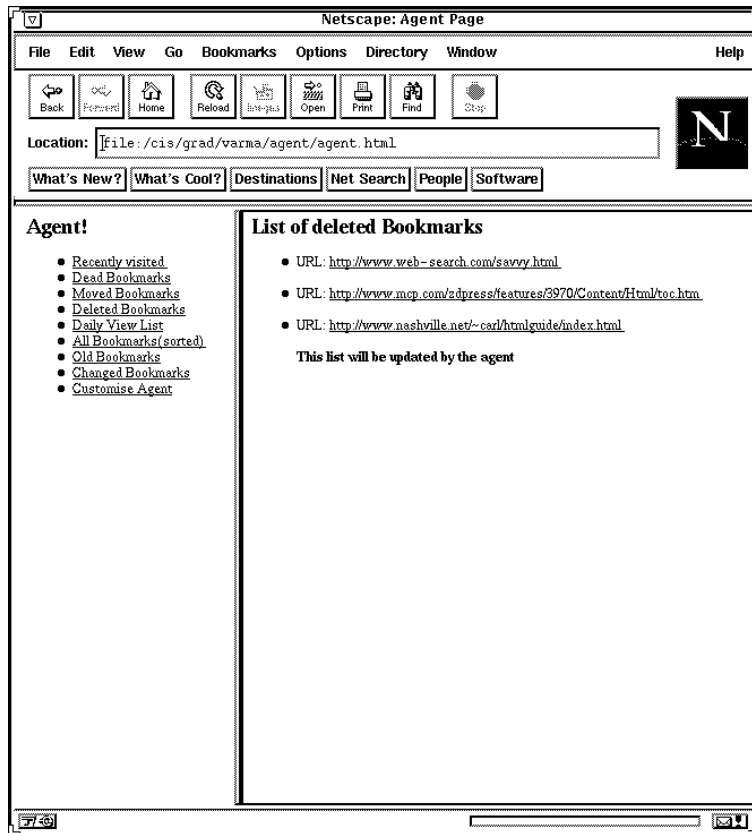 Netscape: Agent Page
File Edit View Go Bookmarks Options Directory Window Help
Back Forward Home Reload Images Open Print Find Stop
Location: file:/cis/grad/varma/agent/agent.html
N
What's New? What's Cool? Destinations Net Search People Software
Agent!
Recently visited
Dead Bookmarks
Moved Bookmarks
Deleted Bookmarks
Daily View List
All Bookmarks(sorted)
Old Bookmarks
Changed Bookmarks
Customise Agent
List of deleted Bookmarks
URL: http://www.web-search.com/savvy.html
URL: http://www.mcp.com/zdpress/features/3970/Content/Html/toc.htm
URL: http://www.nashville.net/~carl/htmlguide/index.html
This list will be updated by the agent